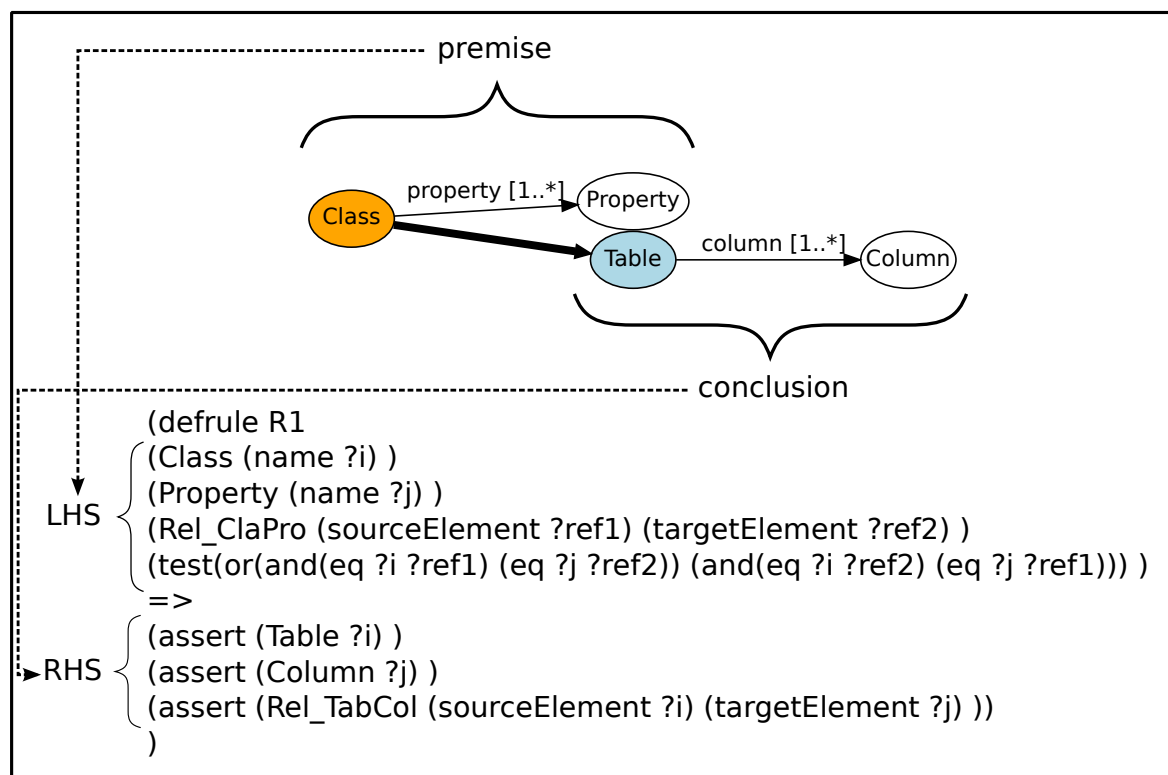 premise
property [1..*]
Class
Property
Table
column [1..*]
Column
conclusion
(defrule R1
(Class (name ?i) )
(Property (name ?j) )
LHS
(Rel_ClaPro (sourceElement ?ref1) (targetElement ?ref2) )
(test(or(and(eq ?i ?ref1) (eq ?j ?ref2)) (and(eq ?i ?ref2) (eq ?j ?ref1))) )
=>
(assert (Table ?i) )
RHS
(assert (Column ?j) )
(assert (Rel_TabCol (sourceElement ?i) (targetElement ?j) ))
)